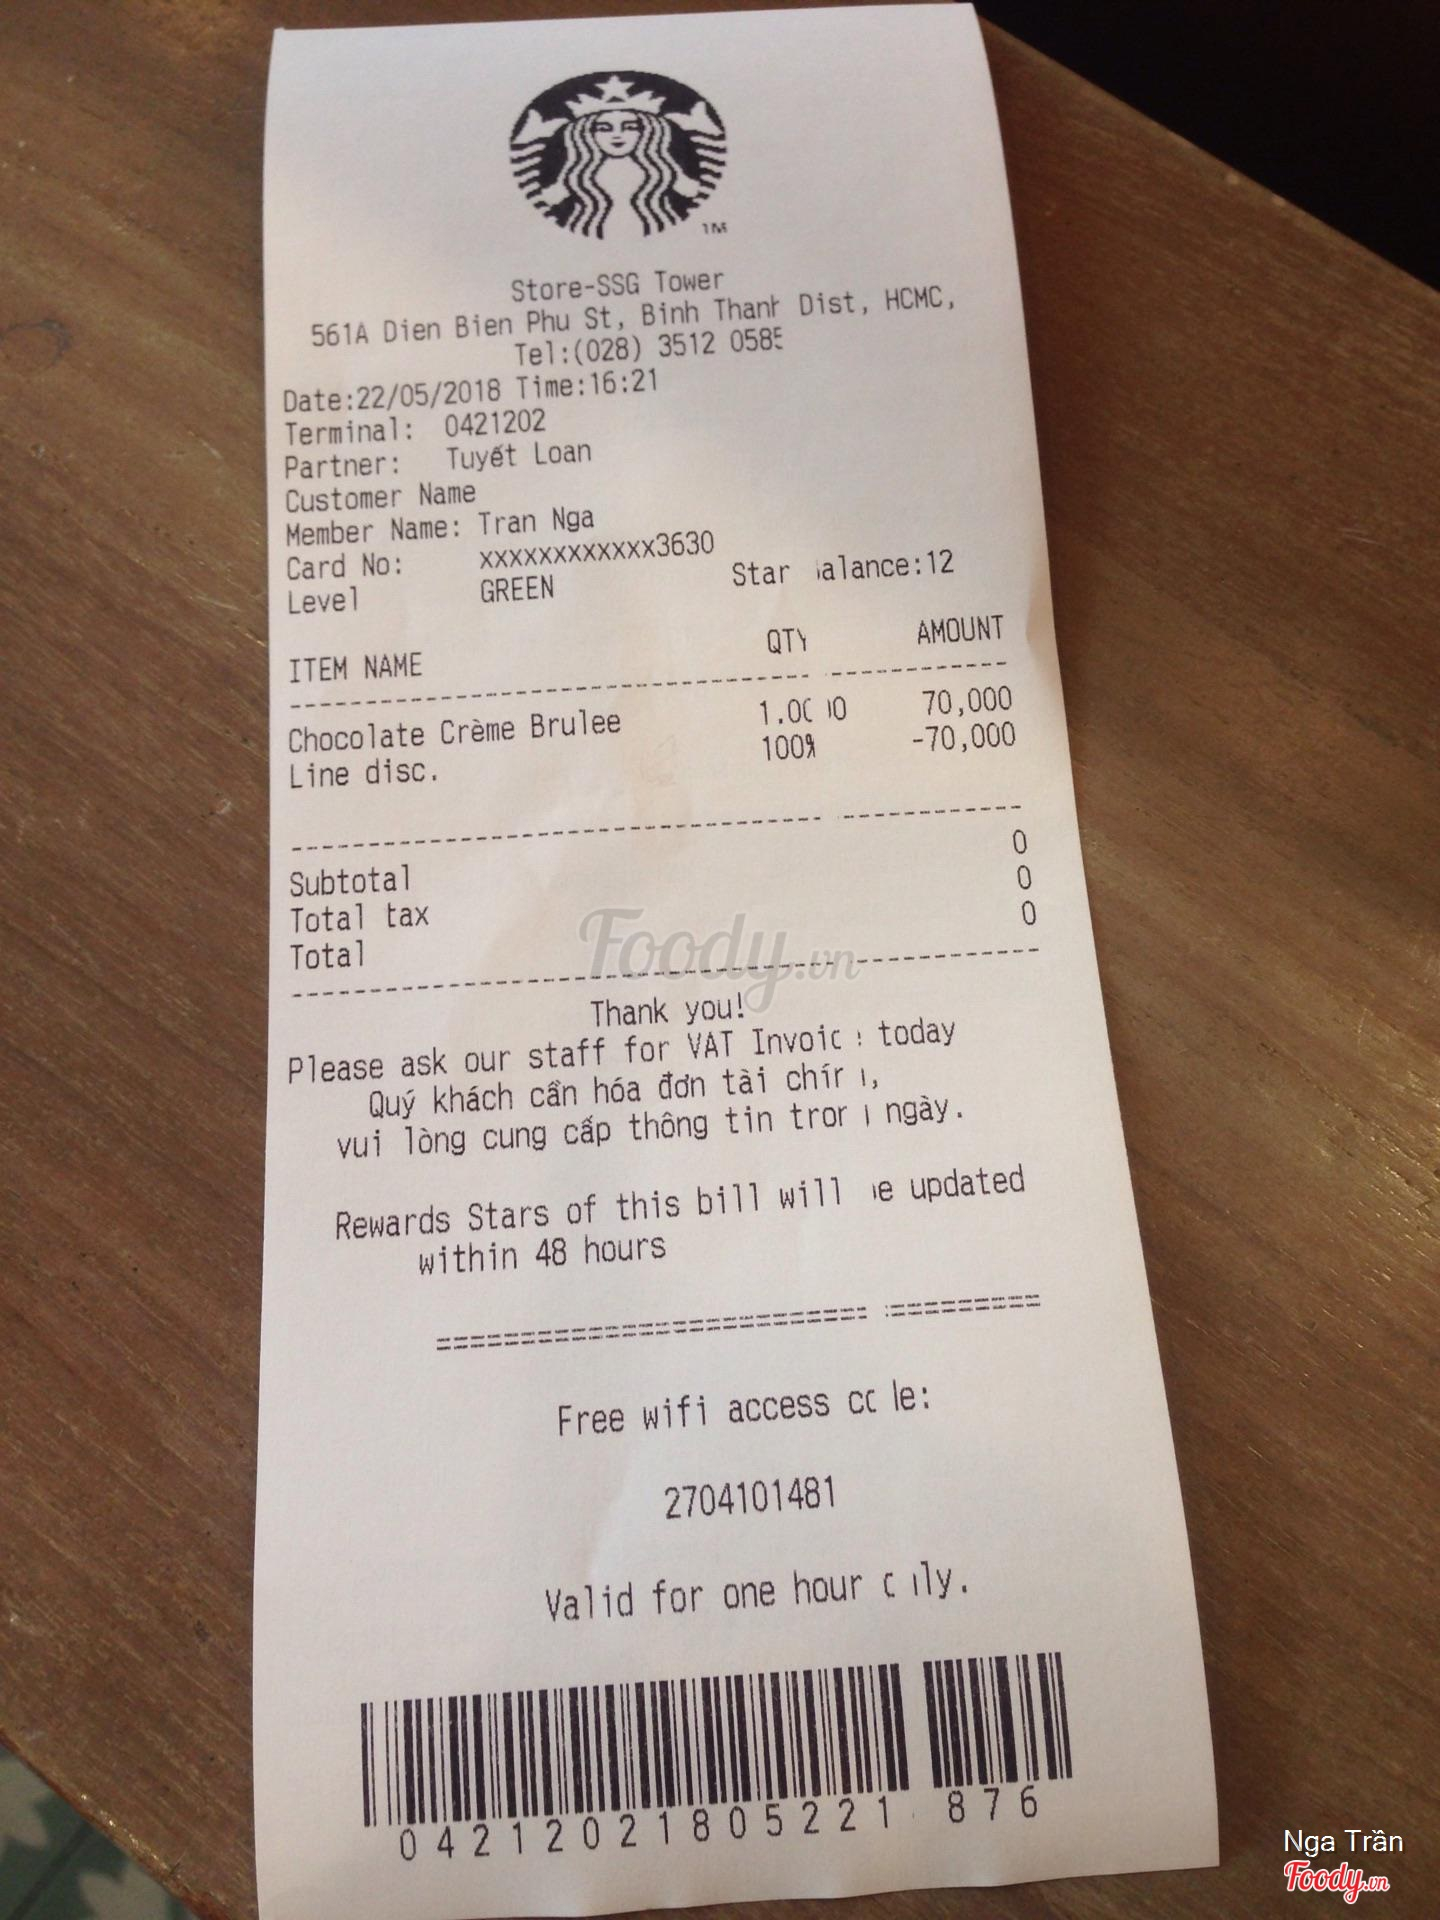 TM
Store-SSG Tower
561A Dien Bien Phu St, Binh Thanh Dist, HCMC,
Tel:(028) 3512 0585
Date:22/05/2018 Time:16:21
Terminal: 0421202
Partner: Tuyết Loan
Customer Name
Member Name: Tran Nga
Card No: xxxxxxxxxxxx3630
Level GREEN Star Balance:12
ITEM NAME QTY AMOUNT
Chocolate Crème Brulee 1.0000 70,000
Line disc. 100% -70,000
Subtotal 0
Total tax 0
Total 0
Foody.vn
Thank you!
Please ask our staff for VAT Invoice today
Quý khách cần hóa đơn tài chính,
vui lòng cung cấp thông tin trong ngày.
Rewards Stars of this bill will be updated
within 48 hours
Free wifi access code:
2704101481
Valid for one hour only.
04212021805221 876
Nga Trần
Foody.vn